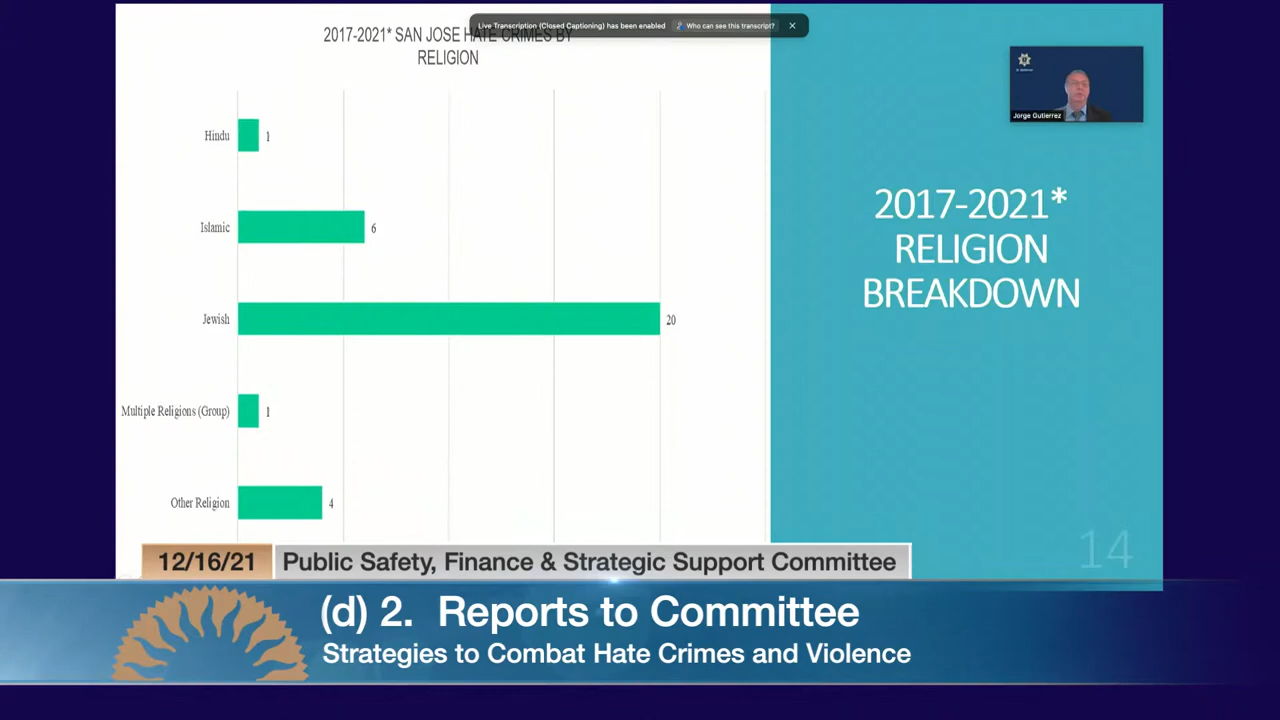 Live Transcription (Closed Captioning) has been enabled
Who can see this transcript?
2017-2021* SAN JOSE HATE CRIMES BY
RELIGION
Hindu 1
Islamic 6
Jewish 20
Multiple Religions (Group) 1
Other Religion 4
Jorge Gutierrez
2017-2021*
RELIGION
BREAKDOWN
14
12/16/21 Public Safety, Finance & Strategic Support Committee
(d) 2. Reports to Committee
Strategies to Combat Hate Crimes and Violence